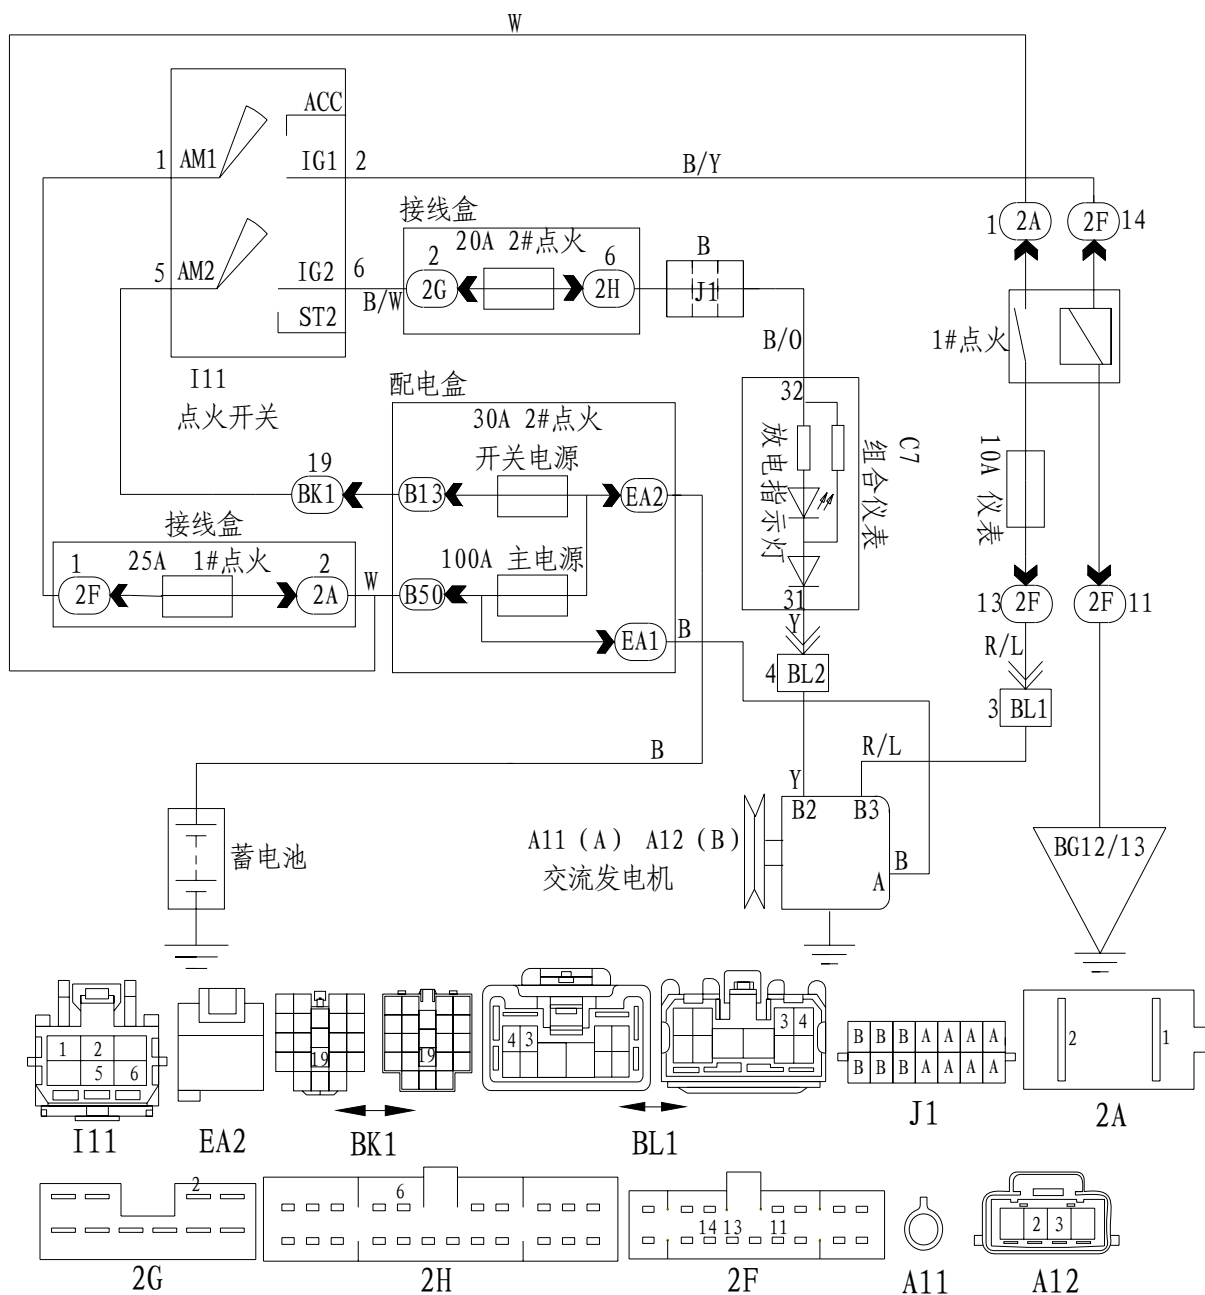 W
ACC
1 AM1 IG1 2
B/Y
5 AM2 IG2 6
B/W
ST2
I11
点火开关
接线盒
20A 2#点火
2 6
2G 2H
B
J1
B/O
1 2A 2F 14
1#点火
配电盒
30A 2#点火
开关电源
19
BK1 B13 EA2
接线盒
25A 1#点火
1 2
2F 2A
W
B50
100A 主电源
EA1 B
32
放电指示灯
C7
组合仪表
31
Y
4 BL2
10A 仪表
13 2F 2F 11
R/L
3 BL1
B
R/L
Y
B2 B3
A B
A11（A） A12（B）
交流发电机
蓄电池
BG12/13
1 2
5 6
I11
EA2
19 19
BK1
4 3 3 4
BL1
B B B A A A A
B B B A A A A
J1
2 1
2A
2
2G
6
2H
14 13 11
2F
A11
2 3
A12